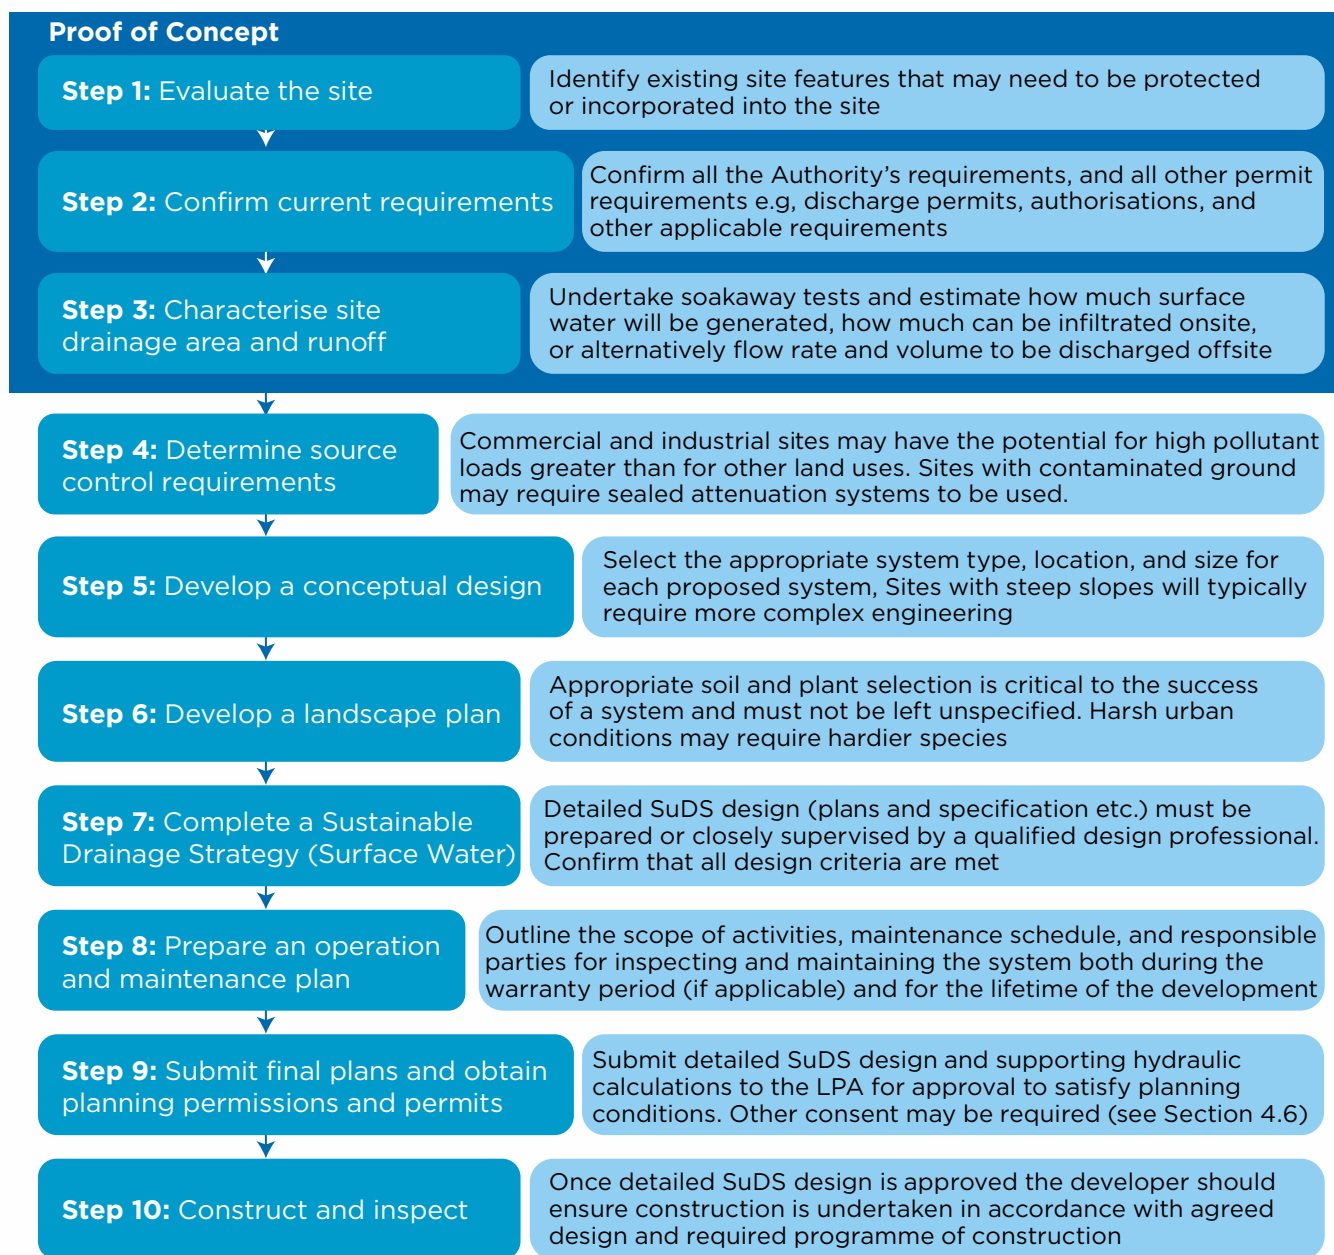 Proof of Concept
Step 1: Evaluate the site
Identify existing site features that may need to be protected
or incorporated into the site
Step 2: Confirm current requirements
Confirm all the Authority’s requirements, and all other permit
requirements e.g, discharge permits, authorisations, and
other applicable requirements
Step 3: Characterise site
drainage area and runoff
Undertake soakaway tests and estimate how much surface
water will be generated, how much can be infiltrated onsite,
or alternatively flow rate and volume to be discharged offsite
Step 4: Determine source
control requirements
Commercial and industrial sites may have the potential for high pollutant
loads greater than for other land uses. Sites with contaminated ground
may require sealed attenuation systems to be used.
Step 5: Develop a conceptual design
Select the appropriate system type, location, and size for
each proposed system, Sites with steep slopes will typically
require more complex engineering
Step 6: Develop a landscape plan
Appropriate soil and plant selection is critical to the success
of a system and must not be left unspecified. Harsh urban
conditions may require hardier species
Step 7: Complete a Sustainable
Drainage Strategy (Surface Water)
Detailed SuDS design (plans and specification etc.) must be
prepared or closely supervised by a qualified design professional.
Confirm that all design criteria are met
Step 8: Prepare an operation
and maintenance plan
Outline the scope of activities, maintenance schedule, and responsible
parties for inspecting and maintaining the system both during the
warranty period (if applicable) and for the lifetime of the development
Step 9: Submit final plans and obtain
planning permissions and permits
Submit detailed SuDS design and supporting hydraulic
calculations to the LPA for approval to satisfy planning
conditions. Other consent may be required (see Section 4.6)
Step 10: Construct and inspect
Once detailed SuDS design is approved the developer should
ensure construction is undertaken in accordance with agreed
design and required programme of construction